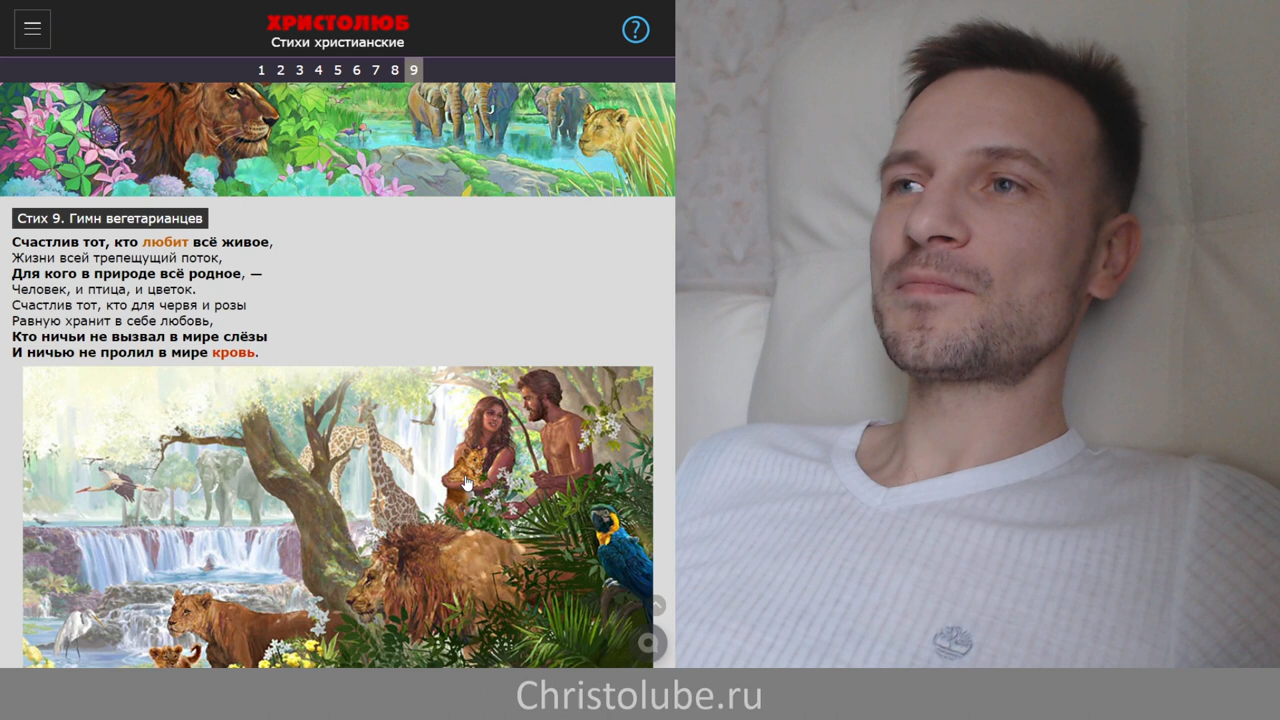 ХРИСТОЛЮБ
Стихи христианские
?
1 2 3 4 5 6 7 8 9
Стих 9. Гимн вегетарианцев
Счастлив тот, кто любит всё живое,
Жизни всей трепещущий поток,
Для кого в природе всё родное, —
Человек, и птица, и цветок.
Счастлив тот, кто для червя и розы
Равную хранит в себе любовь,
Кто ничьи не вызвал в мире слёзы
И ничью не пролил в мире кровь.
a
Christolube.ru